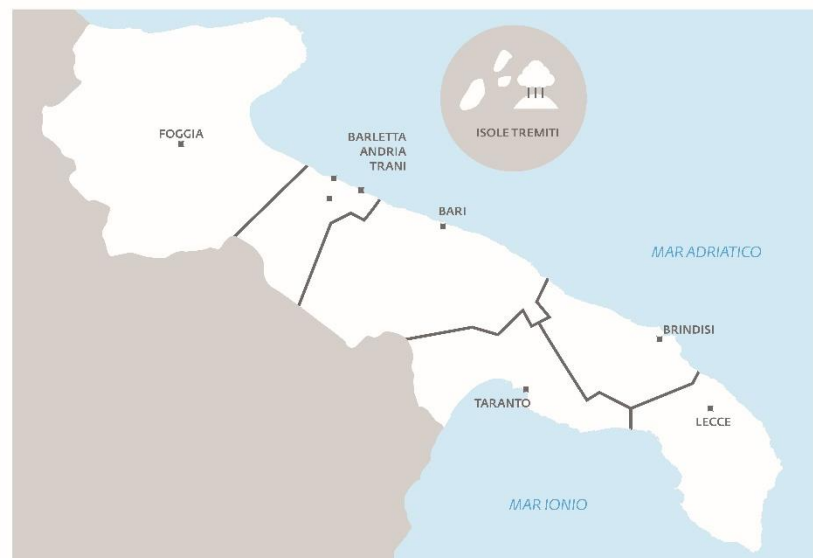 FOGGIA
BARLETTA
ANDRIA
TRANI
ISOLE TREMITI
BARI
MAR ADRIATICO
BRINDISI
TARANTO
LECCE
MAR IONIO